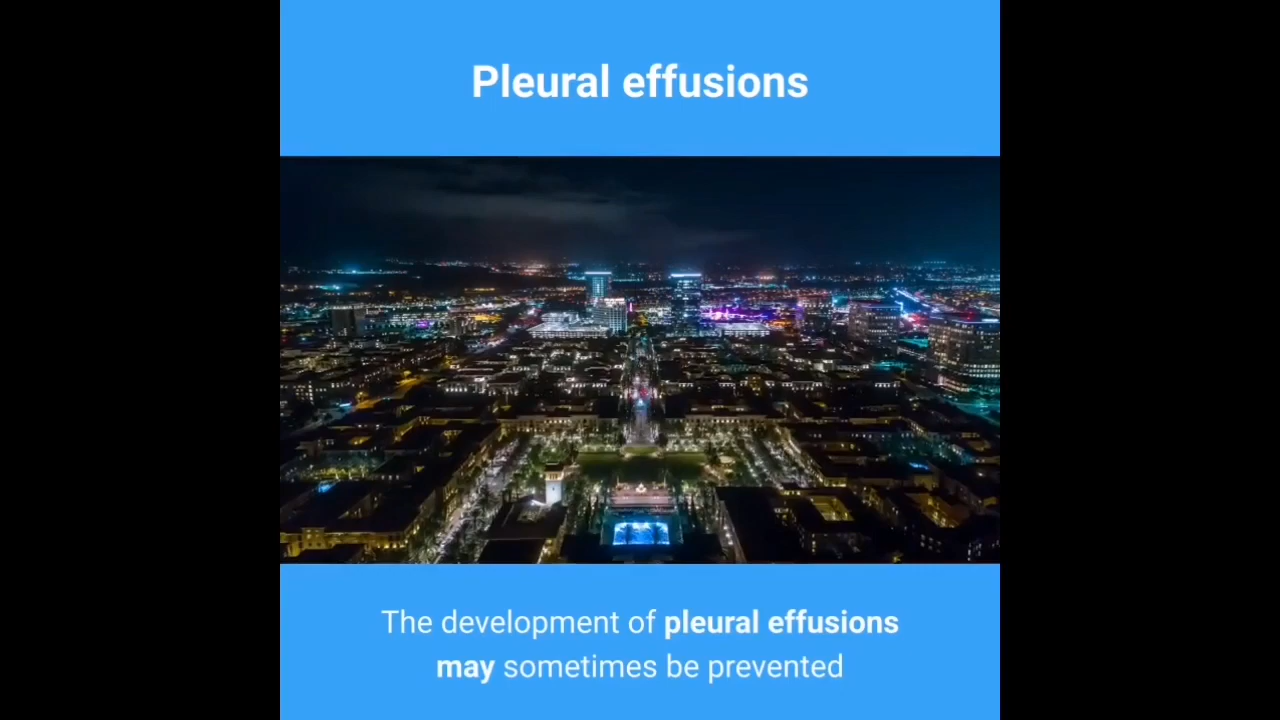 Pleural effusions
The development of pleural effusions
may sometimes be prevented